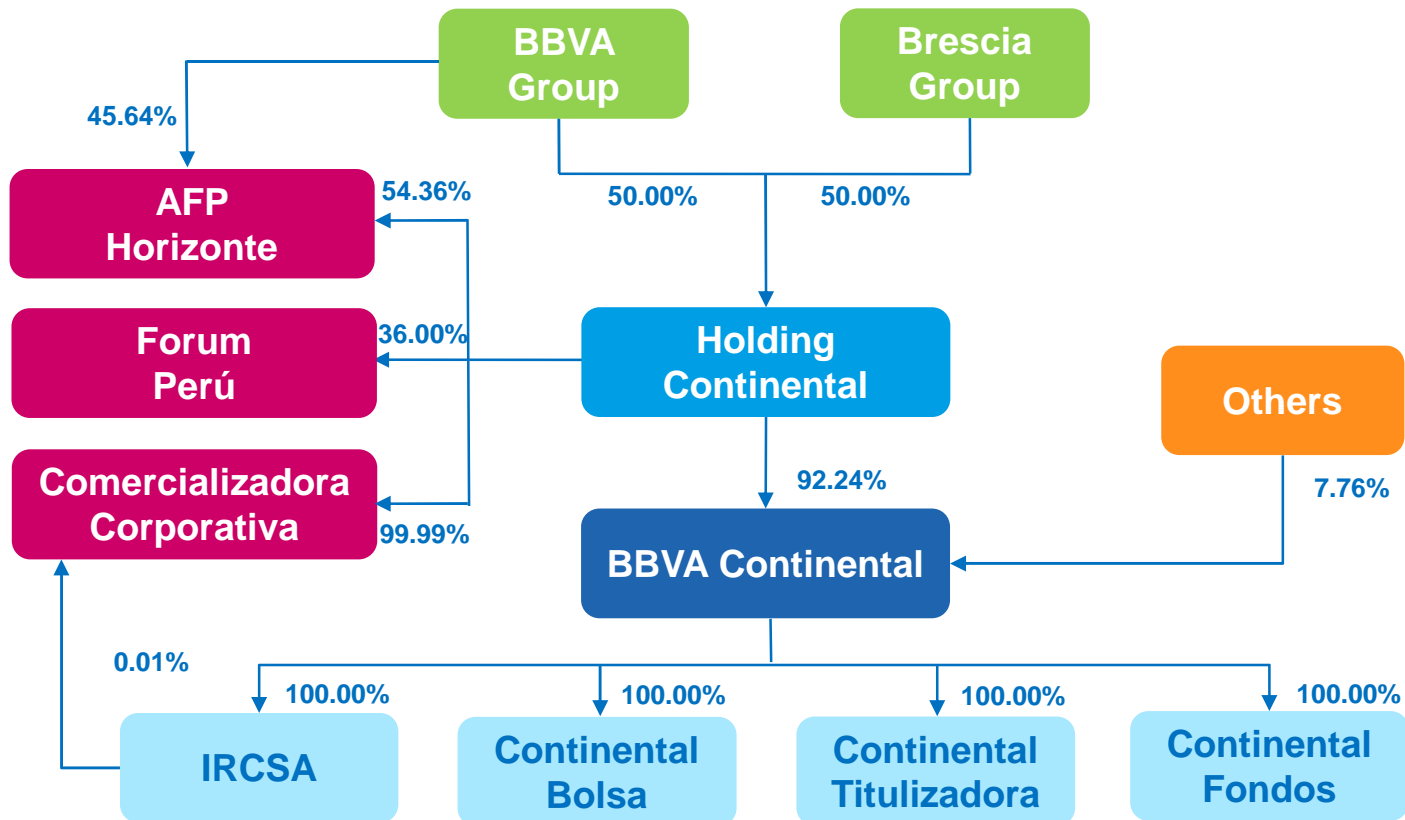 BBVA
Group
Brescia
Group
45.64%
50.00%
50.00%
AFP
Horizonte
54.36%
Forum
Perú
36.00%
Holding
Continental
Others
Comercializadora
Corporativa
99.99%
92.24%
7.76%
BBVA Continental
0.01%
100.00%
100.00%
100.00%
100.00%
IRCSA
Continental
Bolsa
Continental
Titulizadora
Continental
Fondos